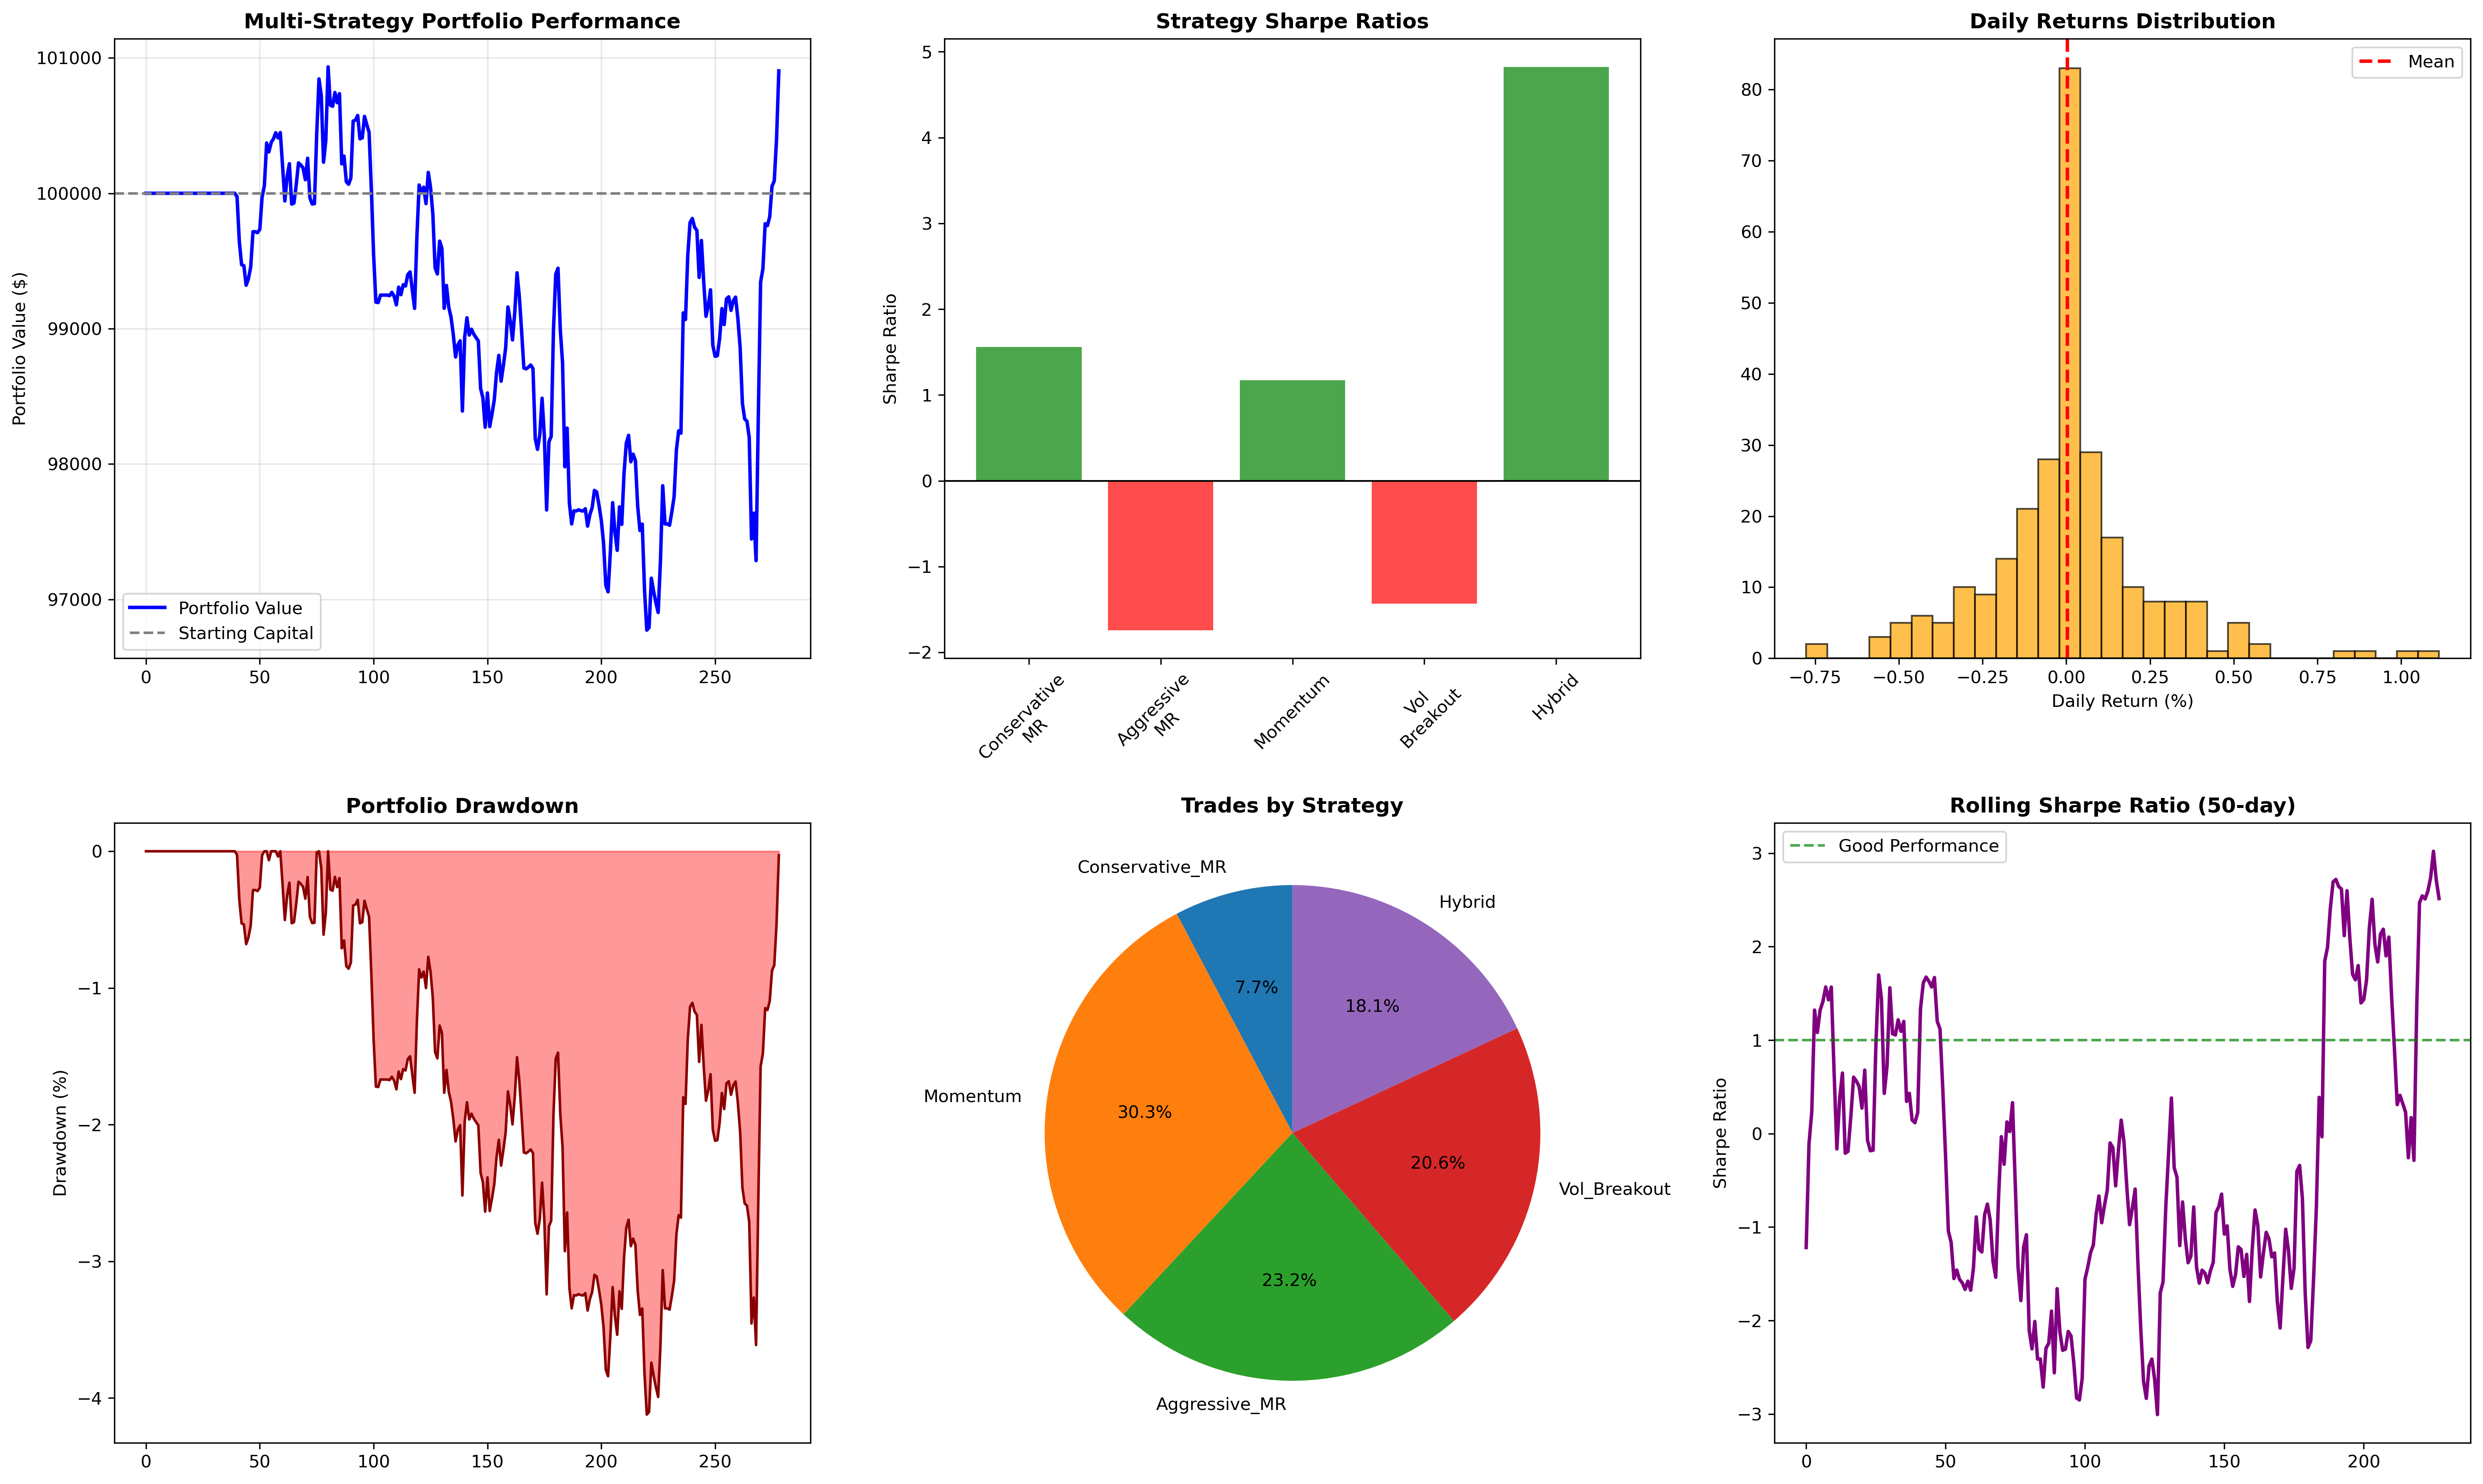 Multi-Strategy Portfolio Performance
Portfolio Value ($)
101000
100000
99000
98000
97000
Portfolio Value
Starting Capital
0 50 100 150 200 250
Strategy Sharpe Ratios
Sharpe Ratio
5
4
3
2
1
0
−1
−2
Conservative
MR
Aggressive
MR
Momentum
Vol
Breakout
Hybrid
Daily Returns Distribution
Mean
80
70
60
50
40
30
20
10
0
−0.75 −0.50 −0.25 0.00 0.25 0.50 0.75 1.00
Daily Return (%)
Portfolio Drawdown
Drawdown (%)
0
−1
−2
−3
−4
0 50 100 150 200 250
Trades by Strategy
Conservative_MR
7.7%
Momentum
30.3%
Aggressive_MR
23.2%
Vol_Breakout
20.6%
Hybrid
18.1%
Rolling Sharpe Ratio (50-day)
Good Performance
Sharpe Ratio
3
2
1
0
−1
−2
−3
0 50 100 150 200